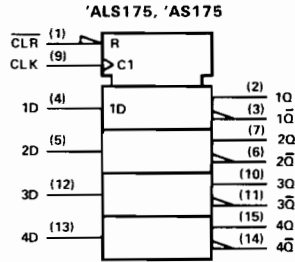 'ALS175, 'AS175
C̅L̅R̅ (1) R
CLK (9) C1
1D (4) 1D (2) 1Q
(3) 1Q̅
2D (5) (7) 2Q
(6) 2Q̅
3D (12) (10) 3Q
(11) 3Q̅
4D (13) (15) 4Q
(14) 4Q̅